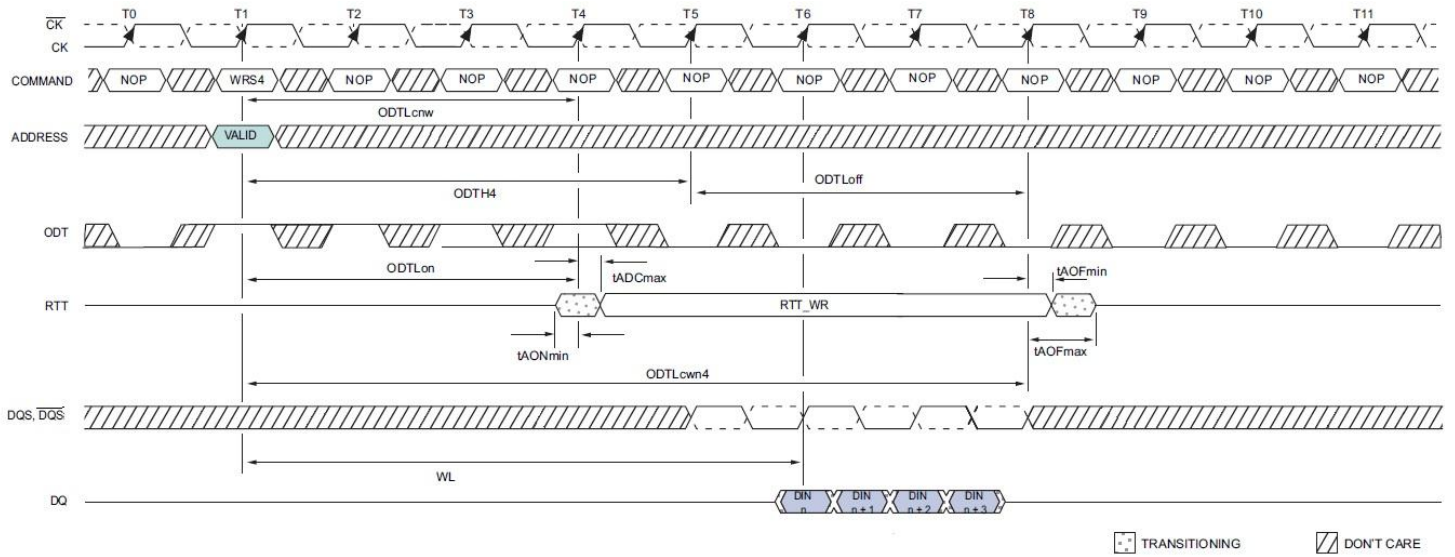 T0 T1 T2 T3 T4 T5 T6 T7 T8 T9 T10 T11
CK
CK
COMMAND NOP WRS4 NOP NOP NOP NOP NOP NOP NOP NOP NOP NOP
ODTLcnw
ADDRESS VALID
ODTH4 ODTLoff
ODT
ODTLon tADCmax tAOFmin
RTT RTT_WR
tAONmin tAOFmax
ODTLcwn4
DQS, DQS
WL
DQ DIN n DIN n + 1 DIN n + 2 DIN n + 3
TRANSITIONING DON'T CARE